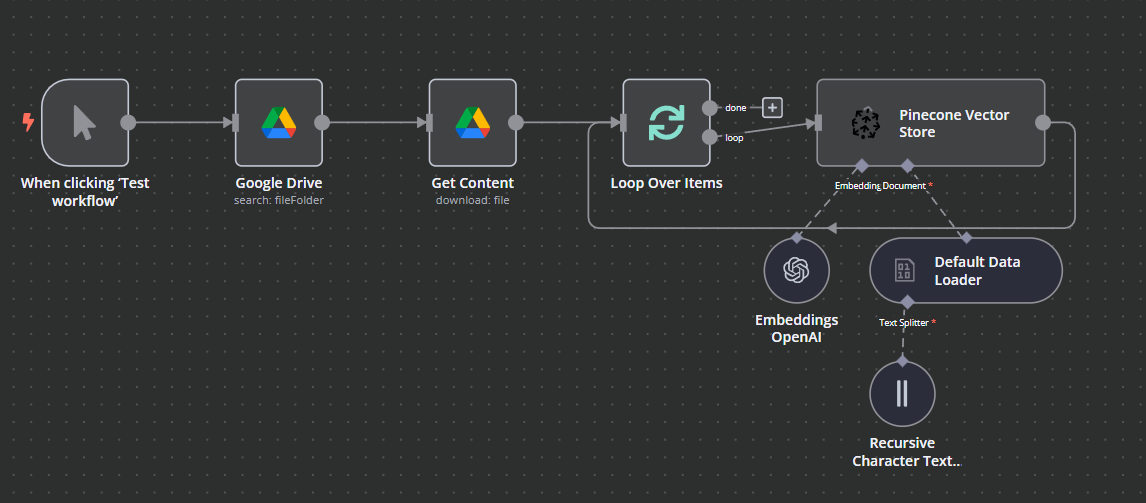 When clicking ‘Test
workflow’
Google Drive
search: fileFolder
Get Content
download: file
Loop Over Items
done
loop
Pinecone Vector
Store
Embedding
Document *
Embeddings
OpenAI
Default Data
Loader
Text Splitter *
Recursive
Character Text...